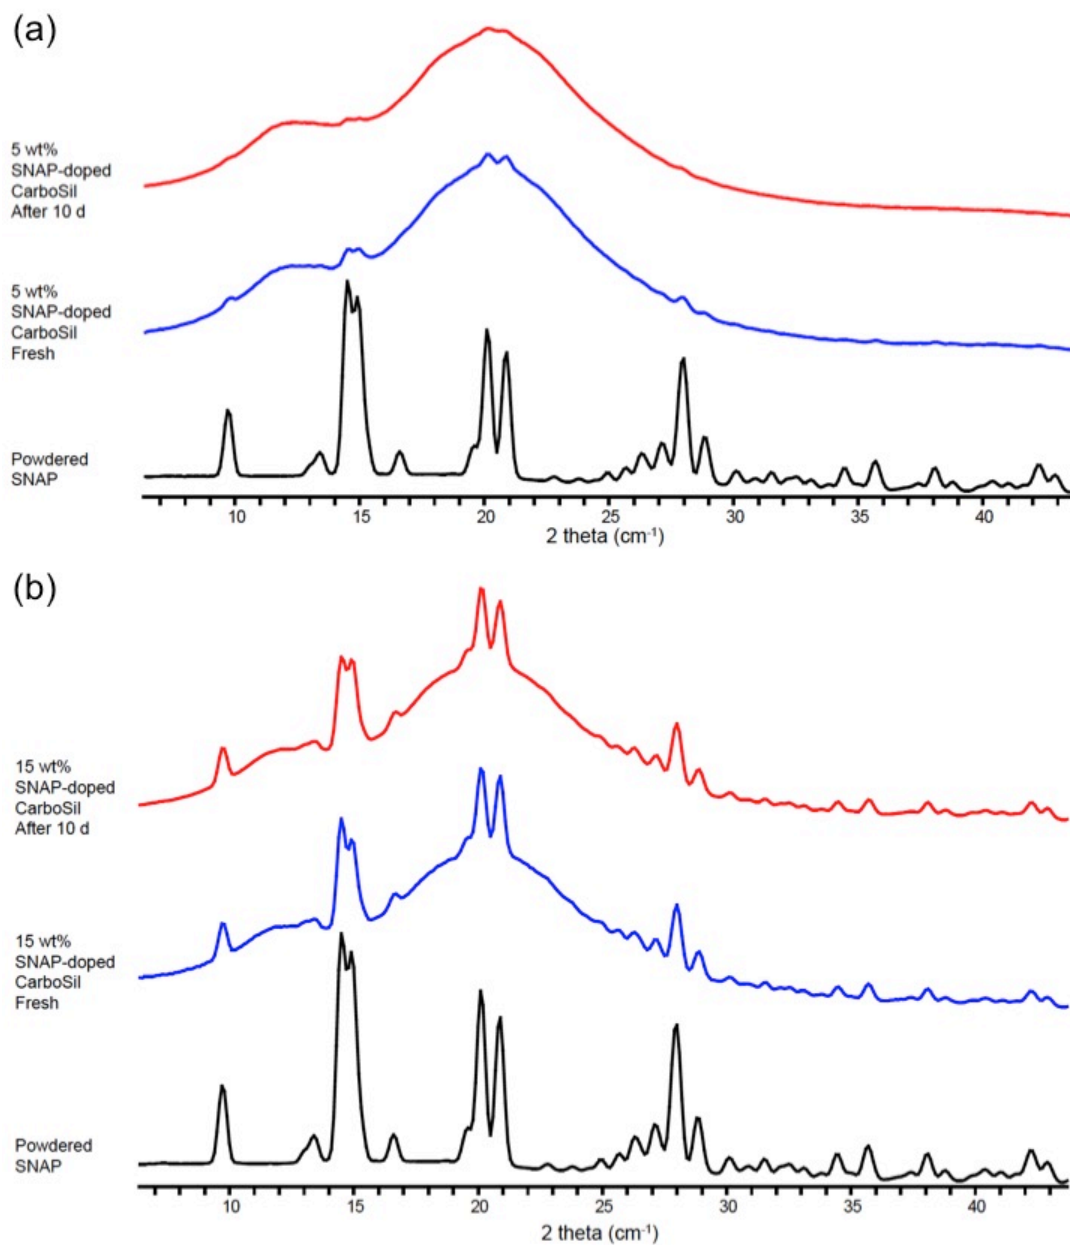 (a)
5 wt%
SNAP-doped
CarboSil
After 10 d
5 wt%
SNAP-doped
CarboSil
Fresh
Powdered
SNAP
10 15 20 25 30 35 40
2 theta (cm⁻¹)
(b)
15 wt%
SNAP-doped
CarboSil
After 10 d
15 wt%
SNAP-doped
CarboSil
Fresh
Powdered
SNAP
10 15 20 25 30 35 40
2 theta (cm⁻¹)